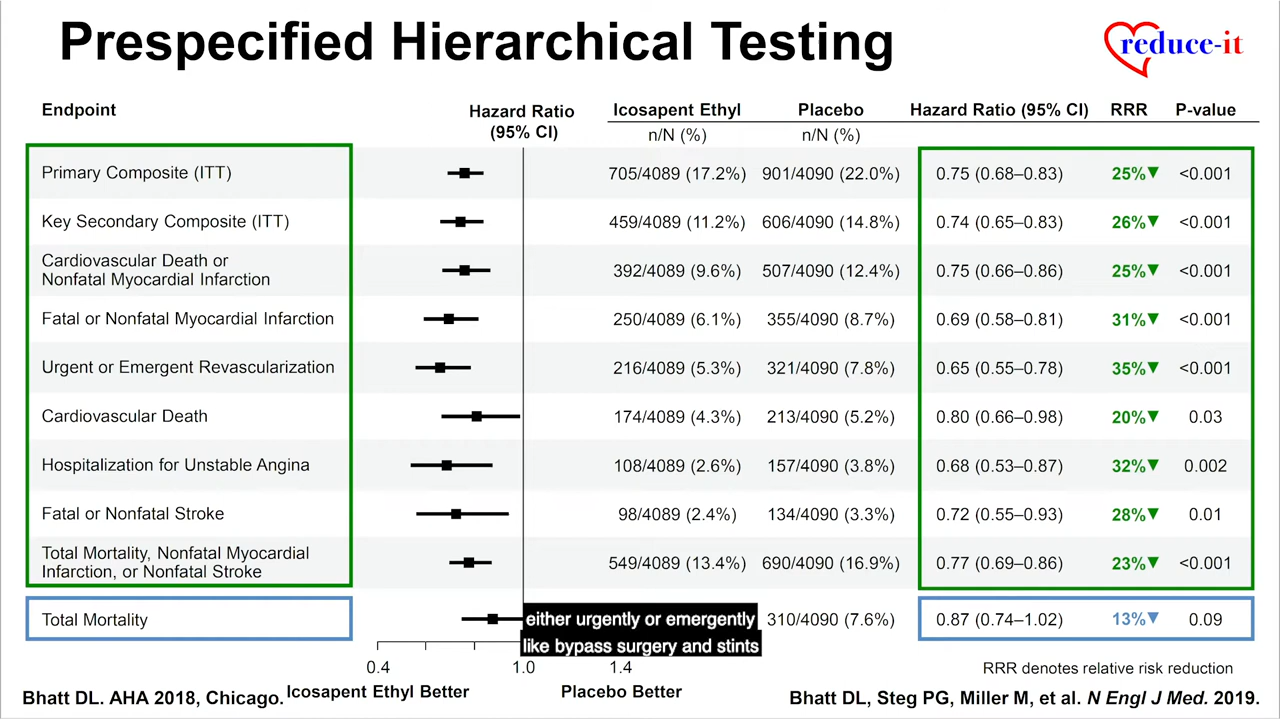 Prespecified Hierarchical Testing
reduce-it
Endpoint
Hazard Ratio
(95% CI)
Icosapent Ethyl
Placebo
Hazard Ratio (95% CI)
RRR
P-value
n/N (%)
n/N (%)
Primary Composite (ITT) 705/4089 (17.2%) 901/4090 (22.0%) 0.75 (0.68–0.83) 25%▼ <0.001
Key Secondary Composite (ITT) 459/4089 (11.2%) 606/4090 (14.8%) 0.74 (0.65–0.83) 26%▼ <0.001
Cardiovascular Death or
Nonfatal Myocardial Infarction 392/4089 (9.6%) 507/4090 (12.4%) 0.75 (0.66–0.86) 25%▼ <0.001
Fatal or Nonfatal Myocardial Infarction 250/4089 (6.1%) 355/4090 (8.7%) 0.69 (0.58–0.81) 31%▼ <0.001
Urgent or Emergent Revascularization 216/4089 (5.3%) 321/4090 (7.8%) 0.65 (0.55–0.78) 35%▼ <0.001
Cardiovascular Death 174/4089 (4.3%) 213/4090 (5.2%) 0.80 (0.66–0.98) 20%▼ 0.03
Hospitalization for Unstable Angina 108/4089 (2.6%) 157/4090 (3.8%) 0.68 (0.53–0.87) 32%▼ 0.002
Fatal or Nonfatal Stroke 98/4089 (2.4%) 134/4090 (3.3%) 0.72 (0.55–0.93) 28%▼ 0.01
Total Mortality, Nonfatal Myocardial
Infarction, or Nonfatal Stroke 549/4089 (13.4%) 690/4090 (16.9%) 0.77 (0.69–0.86) 23%▼ <0.001
Total Mortality 310/4090 (7.6%) 0.87 (0.74–1.02) 13%▼ 0.09
either urgently or emergently
like bypass surgery and stints
0.4 1.0 1.4
Icosapent Ethyl Better Placebo Better
RRR denotes relative risk reduction
Bhatt DL. AHA 2018, Chicago.
Bhatt DL, Steg PG, Miller M, et al. N Engl J Med. 2019.